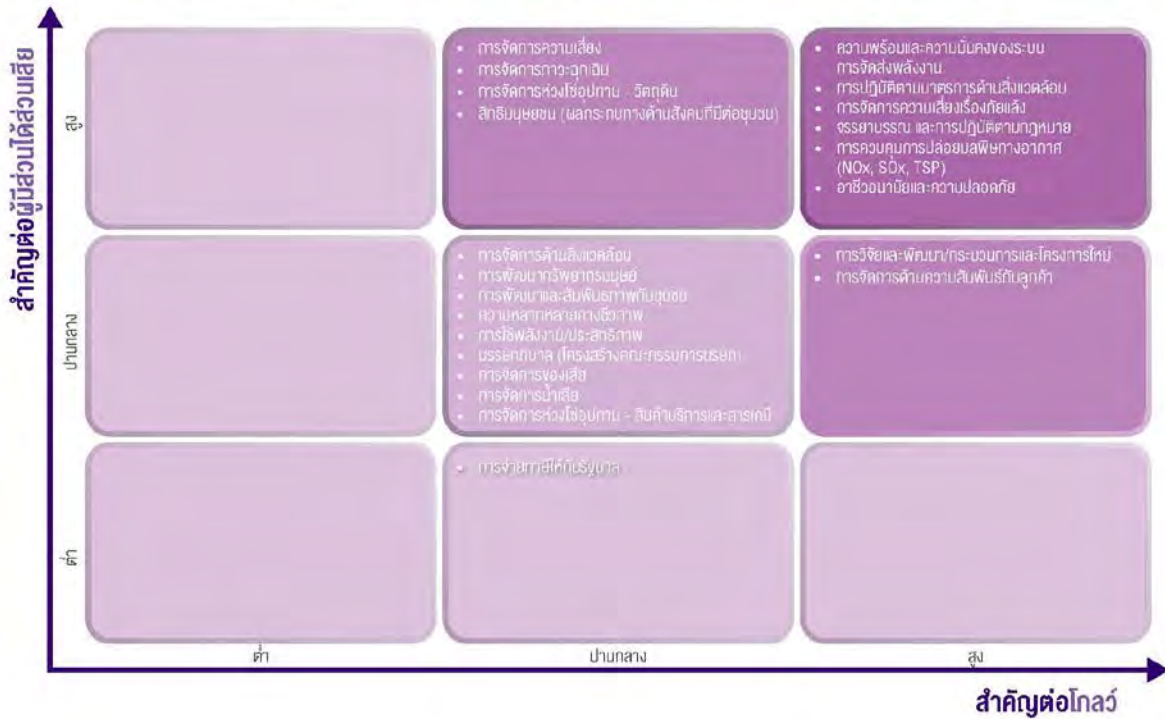 สำคัญต่อผู้มีส่วนได้ส่วนเสีย
สูง
• การจัดการความเสี่ยง
• การจัดการภาวะฉุกเฉิน
• การจัดการห่วงโซ่อุปทาน - วัตถุดิบ
• สิทธิมนุษยชน (ผลกระทบทางด้านสังคมที่มีต่อชุมชน)
• ความพร้อมและความมั่นคงของระบบ
การจัดส่งพลังงาน
• การปฏิบัติตามมาตรการด้านสิ่งแวดล้อม
• การจัดการความเสี่ยงเรื่องภัยแล้ง
• จรรยาบรรณ และการปฏิบัติตามกฎหมาย
• การควบคุมการปล่อยมลพิษทางอากาศ
(NOx, SOx, TSP)
• อาชีวอนามัยและความปลอดภัย
ปานกลาง
• การจัดการด้านสิ่งแวดล้อม
• การพัฒนาทรัพยากรมนุษย์
• การพัฒนาและสัมพันธภาพกับชุมชน
• ความหลากหลายทางชีวภาพ
• การใช้พลังงาน/ประสิทธิภาพ
• บรรษัทภิบาล (โครงสร้างคณะกรรมการบริษัท)
• การจัดการของเสีย
• การจัดการน้ำเสีย
• การจัดการห่วงโซ่อุปทาน - สินค้าบริการและสารเคมี
• การวิจัยและพัฒนา/กระบวนการและโครงการใหม่
• การจัดการด้านความสัมพันธ์กับลูกค้า
ต่ำ
• การจ่ายภาษีให้กับรัฐบาล
ต่ำ
ปานกลาง
สูง
สำคัญต่อโกลว์